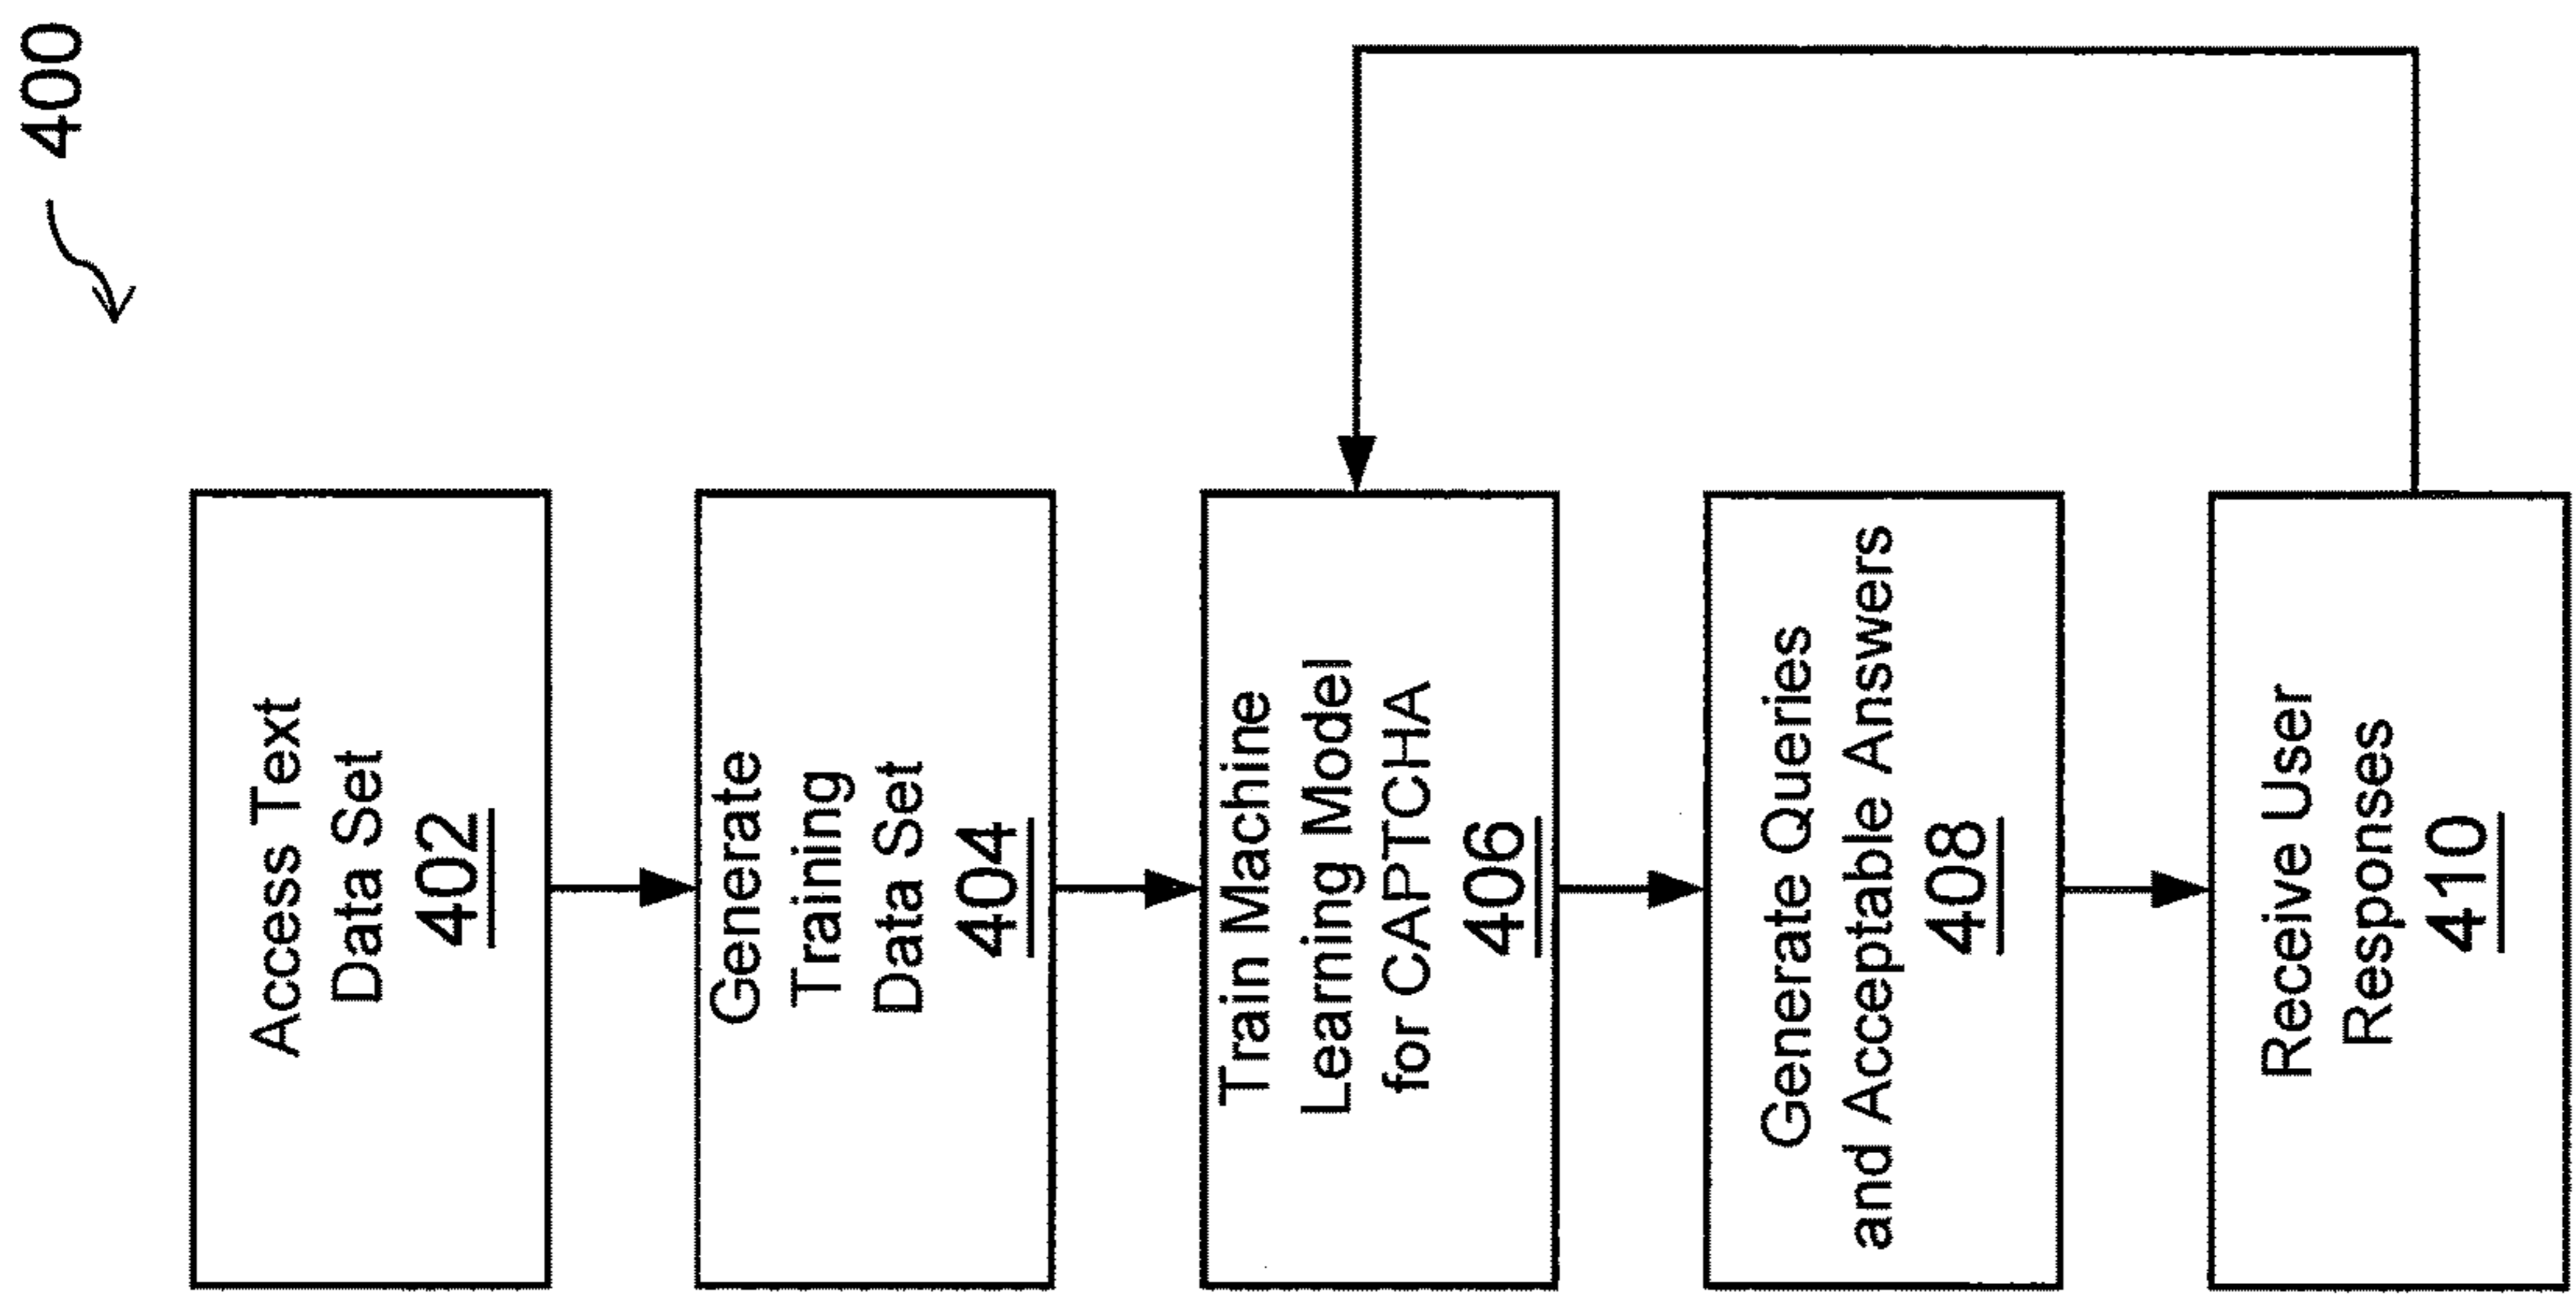 400
Access Text
Data Set
402
Generate
Training
Data Set
404
Train Machine
Learning Model
for CAPTCHA
406
Generate Queries
and Acceptable Answers
408
Receive User
Responses
410